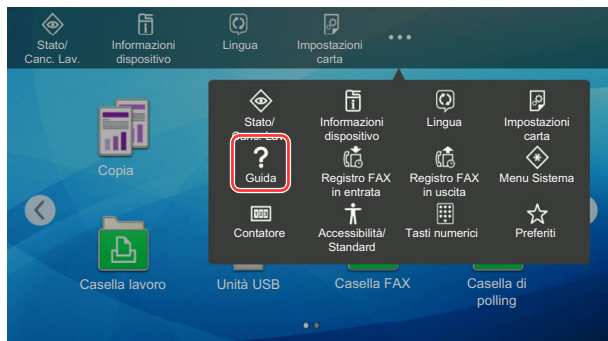 Stato/
Canc. Lav.
Informazioni
dispositivo
Lingua
Impostazioni
carta
Stato/
Canc. Lav.
Informazioni
dispositivo
Lingua
Impostazioni
carta
?
Guida
Registro FAX
in entrata
Registro FAX
in uscita
Menu Sistema
Contatore
Accessibilità/
Standard
Tasti numerici
Preferiti
Copia
Casella lavoro
Unità USB
Casella FAX
Casella di
polling